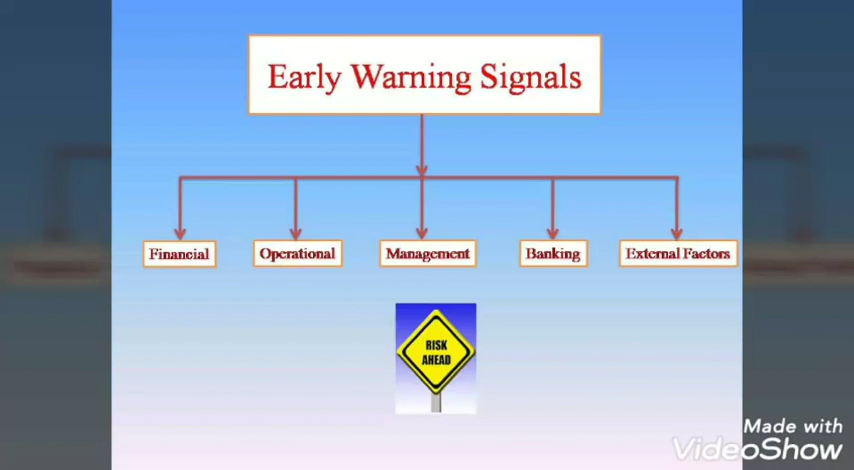 Early Warning Signals
Financial
Operational
Management
Banking
External Factors
RISK
AHEAD
Made with
VideoShow